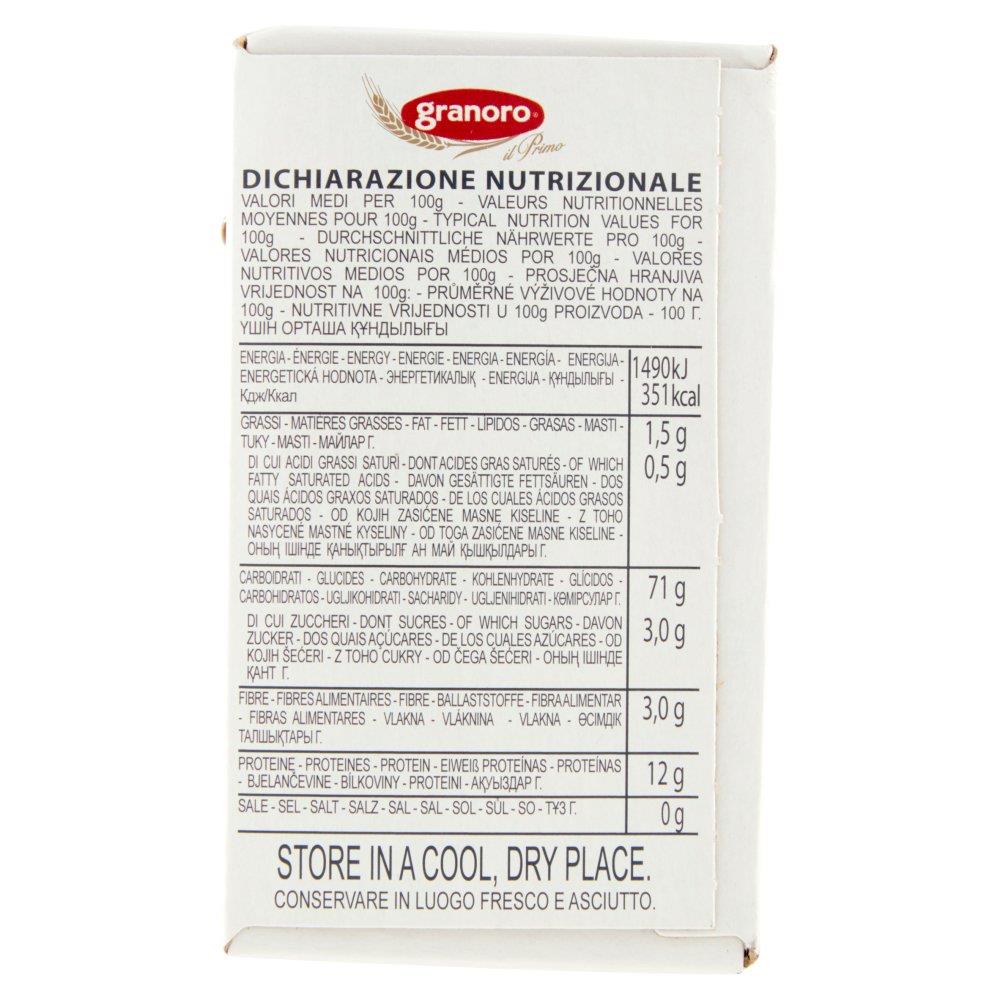 granoro®
il Primo
DICHIARAZIONE NUTRIZIONALE
VALORI MEDI PER 100g - VALEURS NUTRITIONNELLES
MOYENNES POUR 100g - TYPICAL NUTRITION VALUES FOR
100g - DURCHSCHNITTLICHE NÄHRWERTE PRO 100g -
VALORES NUTRICIONAIS MÉDIOS POR 100g - VALORES
NUTRITIVOS MEDIOS POR 100g - PROSJEČNA HRANJIVA
VRIJEDNOST NA 100g: - PRŮMĚRNÉ VÝŽIVOVÉ HODNOTY NA
100g - NUTRITIVNE VRIJEDNOSTI U 100g PROIZVODA - 100 Г.
ҮШІН ОРТАША ҚҰНДЫЛЫҒЫ
ENERGIA - ÉNERGIE - ENERGY - ENERGIE - ENERGIA - ENERGÍA - ENERGIJA -
ENERGETICKÁ HODNOTA - ЭНЕРГЕТИКАЛЫҚ - ENERGIJA - ҚҰНДЫЛЫҒЫ -
Кдж/Ккал
1490kJ
351kcal
GRASSI - MATIÈRES GRASSES - FAT - FETT - LÍPIDOS - GRASAS - MASTI -
TUKY - MASTI - МАЙЛАР Г.
1,5 g
DI CUI ACIDI GRASSI SATURI - DONT ACIDES GRAS SATURÉS - OF WHICH
FATTY SATURATED ACIDS - DAVON GESÄTTIGTE FETTSÄUREN - DOS
QUAIS ÁCIDOS GRAXOS SATURADOS - DE LOS CUALES ÁCIDOS GRASOS
SATURADOS - OD KOJIH ZASIĆENE MASNE KISELINE - Z TOHO
NASYCENÉ MASTNÉ KYSELINY - OD TOGA ZASIĆENE MASNE KISELINE -
ОНЫҢ ІШІНДЕ ҚАНЫҚТЫРЫЛҒ АН МАЙ ҚЫШҚЫЛДАРЫ Г.
0,5 g
CARBOIDRATI - GLUCIDES - CARBOHYDRATE - KOHLENHYDRATE - GLÍCIDOS -
CARBOHIDRATOS - UGLJIKOHIDRATI - SACHARIDY - UGLJENIHIDRATI - КӨМІРСУЛАР Г.
71 g
DI CUI ZUCCHERI - DONT SUCRES - OF WHICH SUGARS - DAVON
ZUCKER - DOS QUAIS AÇÚCARES - DE LOS CUALES AZÚCARES - OD
KOJIH ŠEĆERI - Z TOHO CUKRY - OD ČEGA ŠEĆERI - ОНЫҢ ІШІНДЕ
ҚАНТ Г.
3,0 g
FIBRE - FIBRES ALIMENTAIRES - FIBRE - BALLASTSTOFFE - FIBRA ALIMENTAR
- FIBRAS ALIMENTARES - VLAKNA - VLÁKNINA - VLAKNA - ӨСІМДІК
ТАЛШЫҚТАРЫ Г.
3,0 g
PROTEINE - PROTEINES - PROTEIN - EIWEIß PROTEÍNAS - PROTEÍNAS
- BJELANČEVINE - BÍLKOVINY - PROTEINI - АҚУЫЗДАР Г.
12 g
SALE - SEL - SALT - SALZ - SAL - SAL - SOL - SŮL - SO - ТҰЗ Г.
0g
STORE IN A COOL, DRY PLACE.
CONSERVARE IN LUOGO FRESCO E ASCIUTTO.